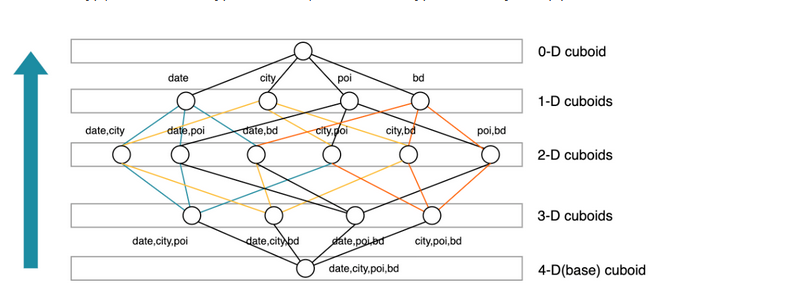 0-D cuboid
date city poi bd
1-D cuboids
date,city date,poi date,bd city,poi city,bd poi,bd
2-D cuboids
3-D cuboids
date,city,poi date,city,bd date,poi,bd city,poi,bd
date,city,poi,bd 4-D(base) cuboid